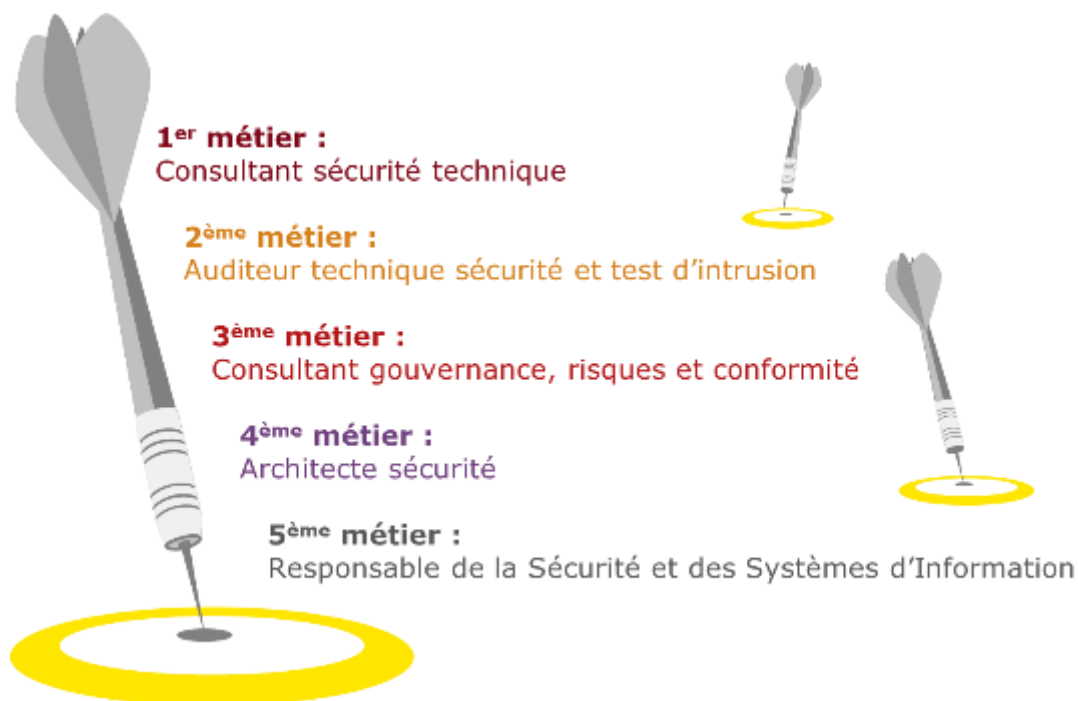 1er métier :
Consultant sécurité technique
2ème métier :
Auditeur technique sécurité et test d'intrusion
3ème métier :
Consultant gouvernance, risques et conformité
4ème métier :
Architecte sécurité
5ème métier :
Responsable de la Sécurité et des Systèmes d'Information